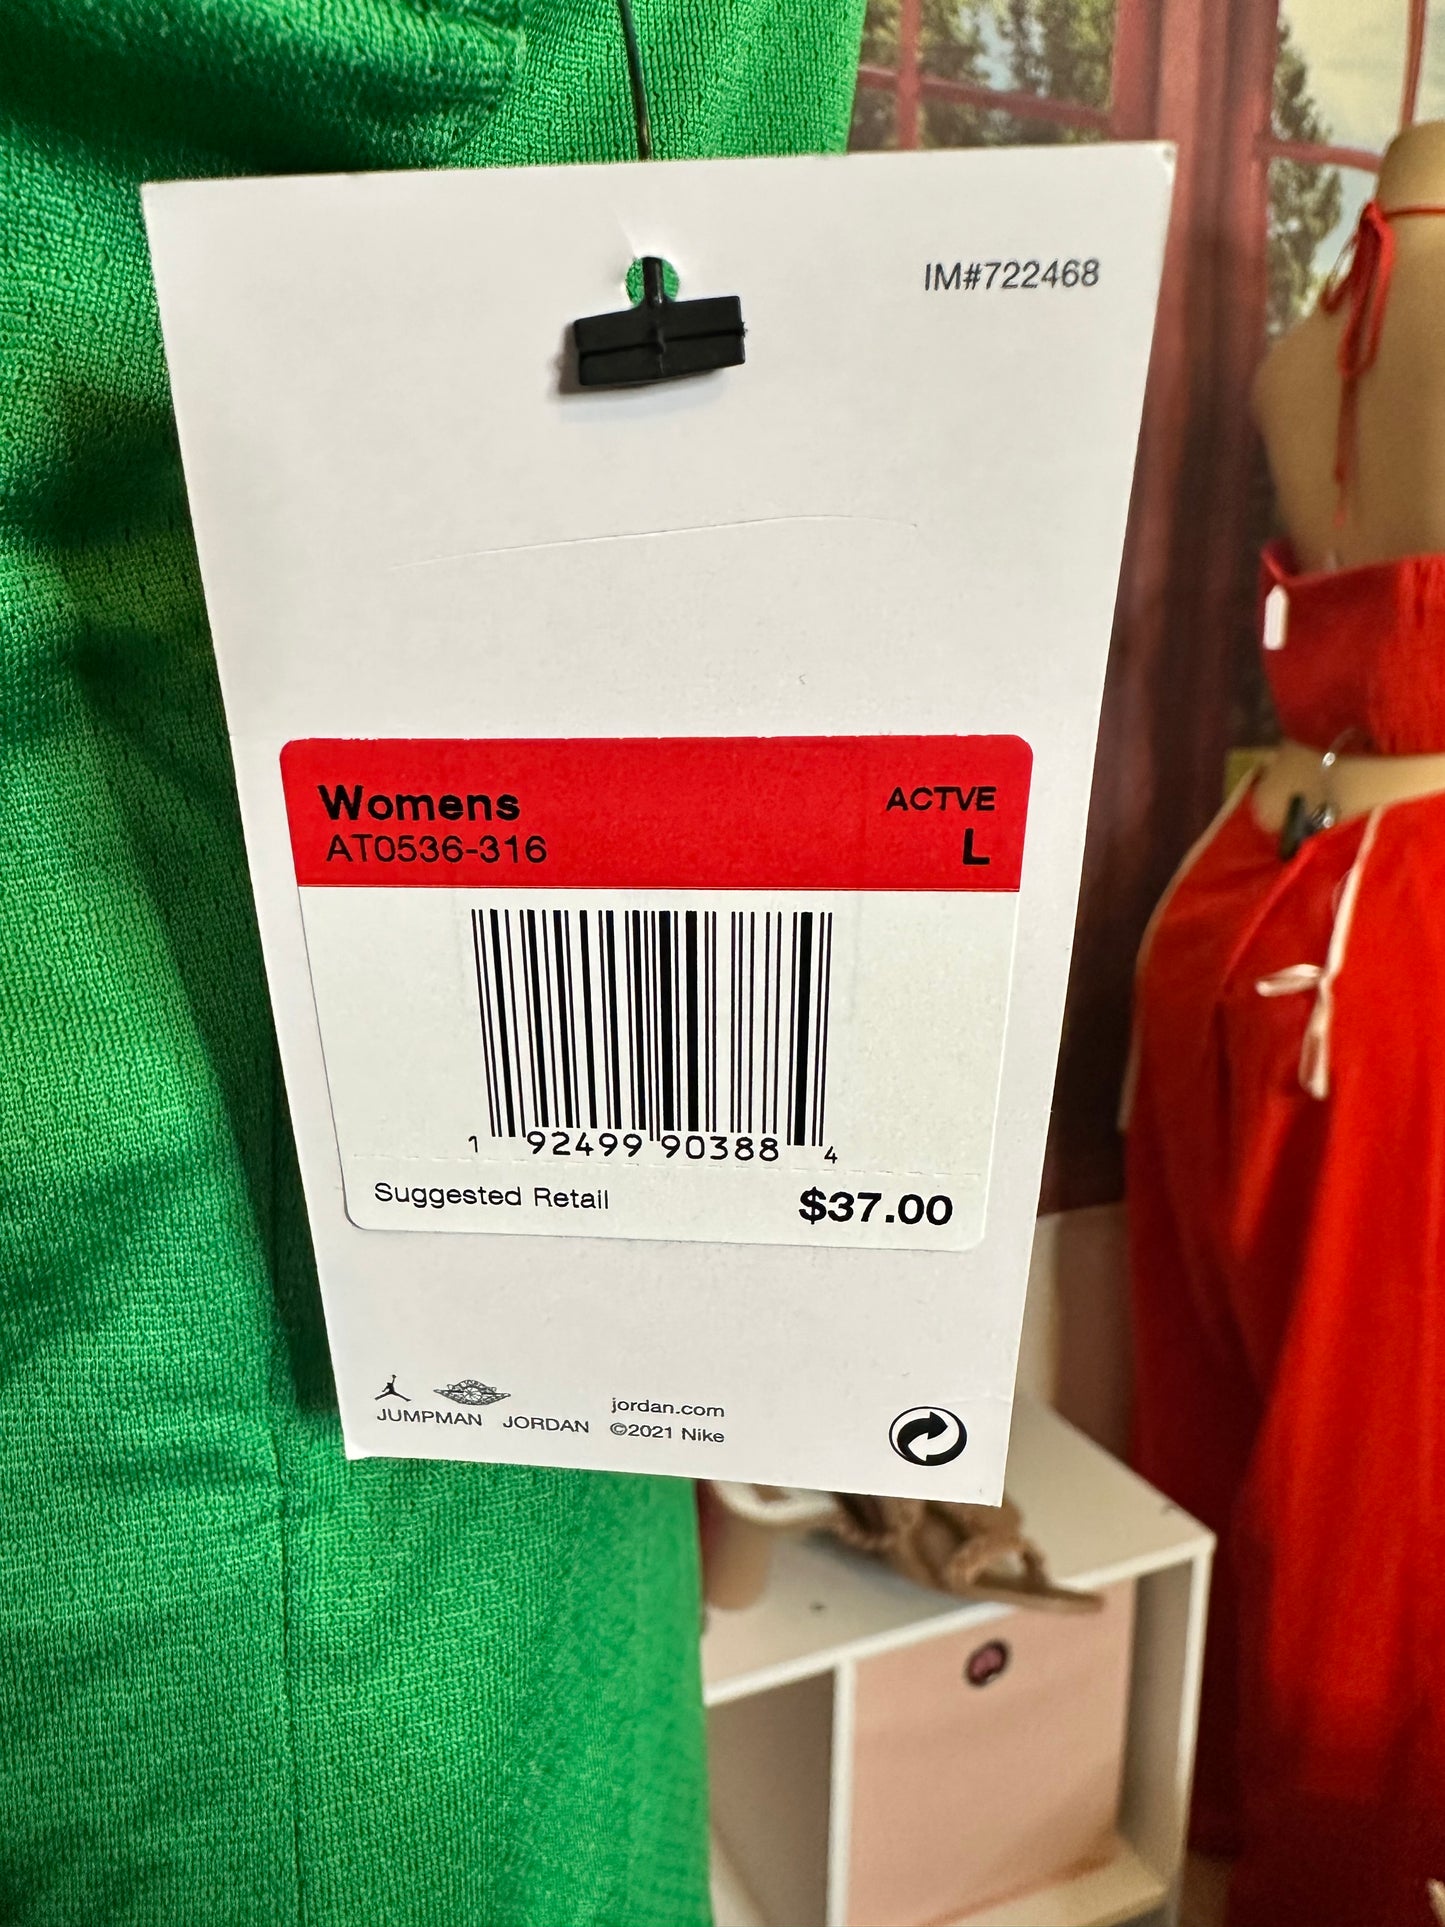 IM#722468
Womens
ACTVE
AT0536-316
L
1 92499 90388 4
Suggested Retail
$37.00
JUMPMAN
JORDAN
jordan.com
©2021 Nike